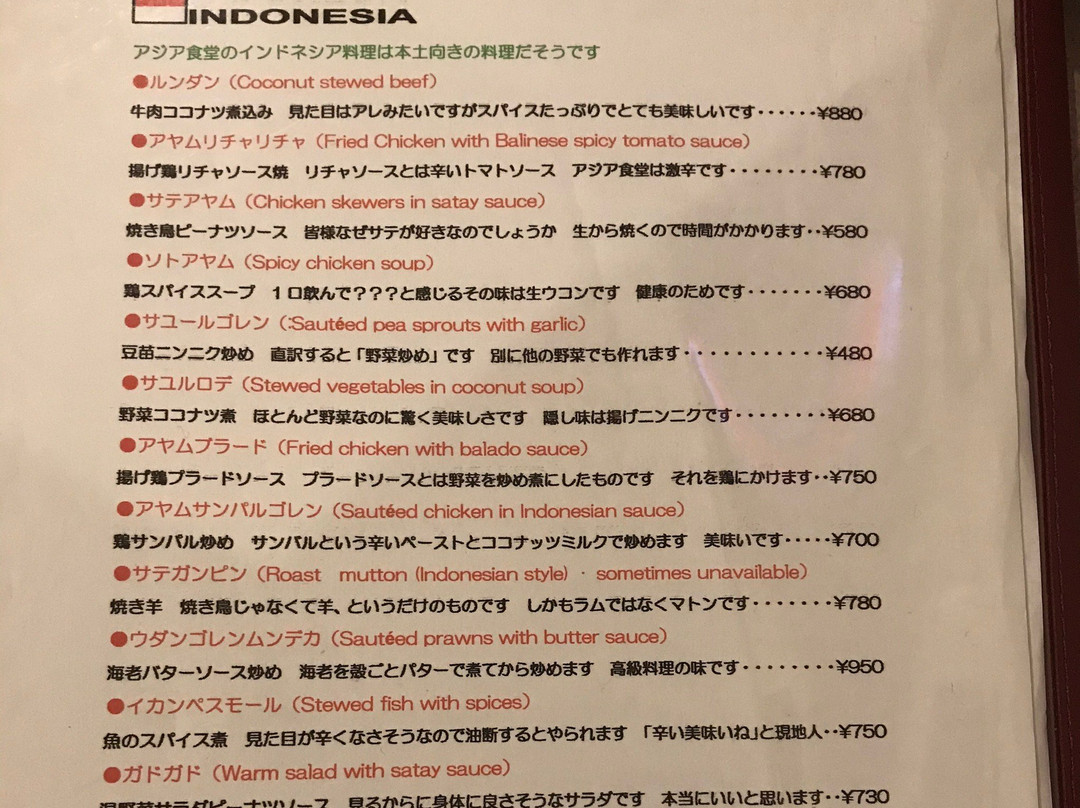 INDONESIA
アジア食堂のインドネシア料理は本土向きの料理だそうです
●ルンダン（Coconut stewed beef）
牛肉ココナツ煮込み　見た目はアレみたいですがスパイスたっぷりでとても美味しいです・・・・・・¥880
●アヤムリチャリチャ（Fried Chicken with Balinese spicy tomato sauce）
揚げ鶏リチャソース焼　リチャソースとは辛いトマトソース　アジア食堂は激辛です・・・・・・・・・¥780
●サテアヤム（Chicken skewers in satay sauce）
焼き鳥ピーナツソース　皆様なぜサテが好きなのでしょうか　生から焼くので時間がかかります・・¥580
●ソトアヤム（Spicy chicken soup）
鶏スパイススープ　１口飲んで？？？と感じるその味は生ウコンです　健康のためです・・・・・・・¥680
●サユールゴレン（:Sautéed pea sprouts with garlic）
豆苗ニンニク炒め　直訳すると「野菜炒め」です　別に他の野菜でも作れます・・・・・・・・・・・・¥480
●サユルロデ（Stewed vegetables in coconut soup）
野菜ココナツ煮　ほとんど野菜なのに驚く美味しさです　隠し味は揚げニンニクです・・・・・・・・¥680
●アヤムブラード（Fried chicken with balado sauce）
揚げ鶏ブラードソース　ブラードソースとは野菜を炒め煮にしたものです　それを鶏にかけます・・¥750
●アヤムサンバルゴレン（Sautéed chicken in Indonesian sauce）
鶏サンバル炒め　サンバルという辛いペーストとココナッツミルクで炒めます　美味いです・・・・・¥700
●サテガンピン（Roast　mutton (Indonesian style) ・ sometimes unavailable）
焼き羊　焼き鳥じゃなくて羊、というだけのものです　しかもラムではなくマトンです・・・・・・・¥780
●ウダンゴレンムンデカ（Sautéed prawns with butter sauce）
海老バターソース炒め　海老を殻ごとバターで煮てから炒めます　高級料理の味です・・・・・・・・¥950
●イカンペスモール（Stewed fish with spices）
魚のスパイス煮　見た目が辛くなさそうなので油断するとやられます　「辛い美味いね」と現地人・・¥750
●ガドガド（Warm salad with satay sauce）
温野菜サラダピーナツソース　見るからに身体に良さそうなサラダです　本当にいいと思います・・¥730